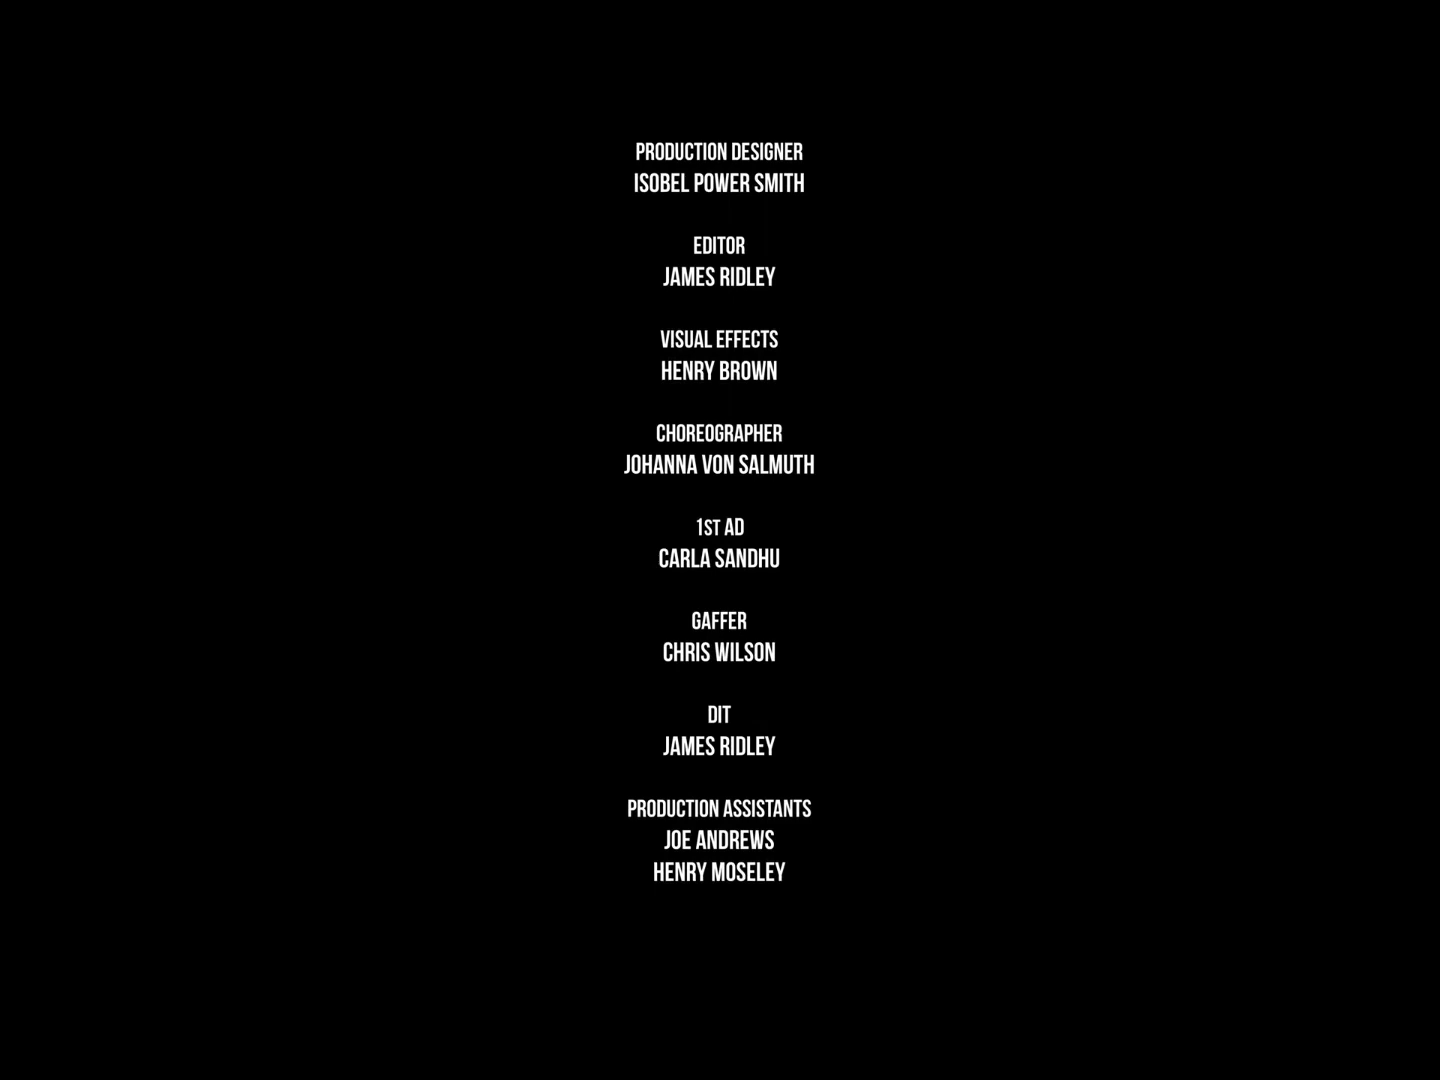 PRODUCTION DESIGNER
ISOBEL POWER SMITH
EDITOR
JAMES RIDLEY
VISUAL EFFECTS
HENRY BROWN
CHOREOGRAPHER
JOHANNA VON SALMUTH
1ST AD
CARLA SANDHU
GAFFER
CHRIS WILSON
DIT
JAMES RIDLEY
PRODUCTION ASSISTANTS
JOE ANDREWS
HENRY MOSELEY